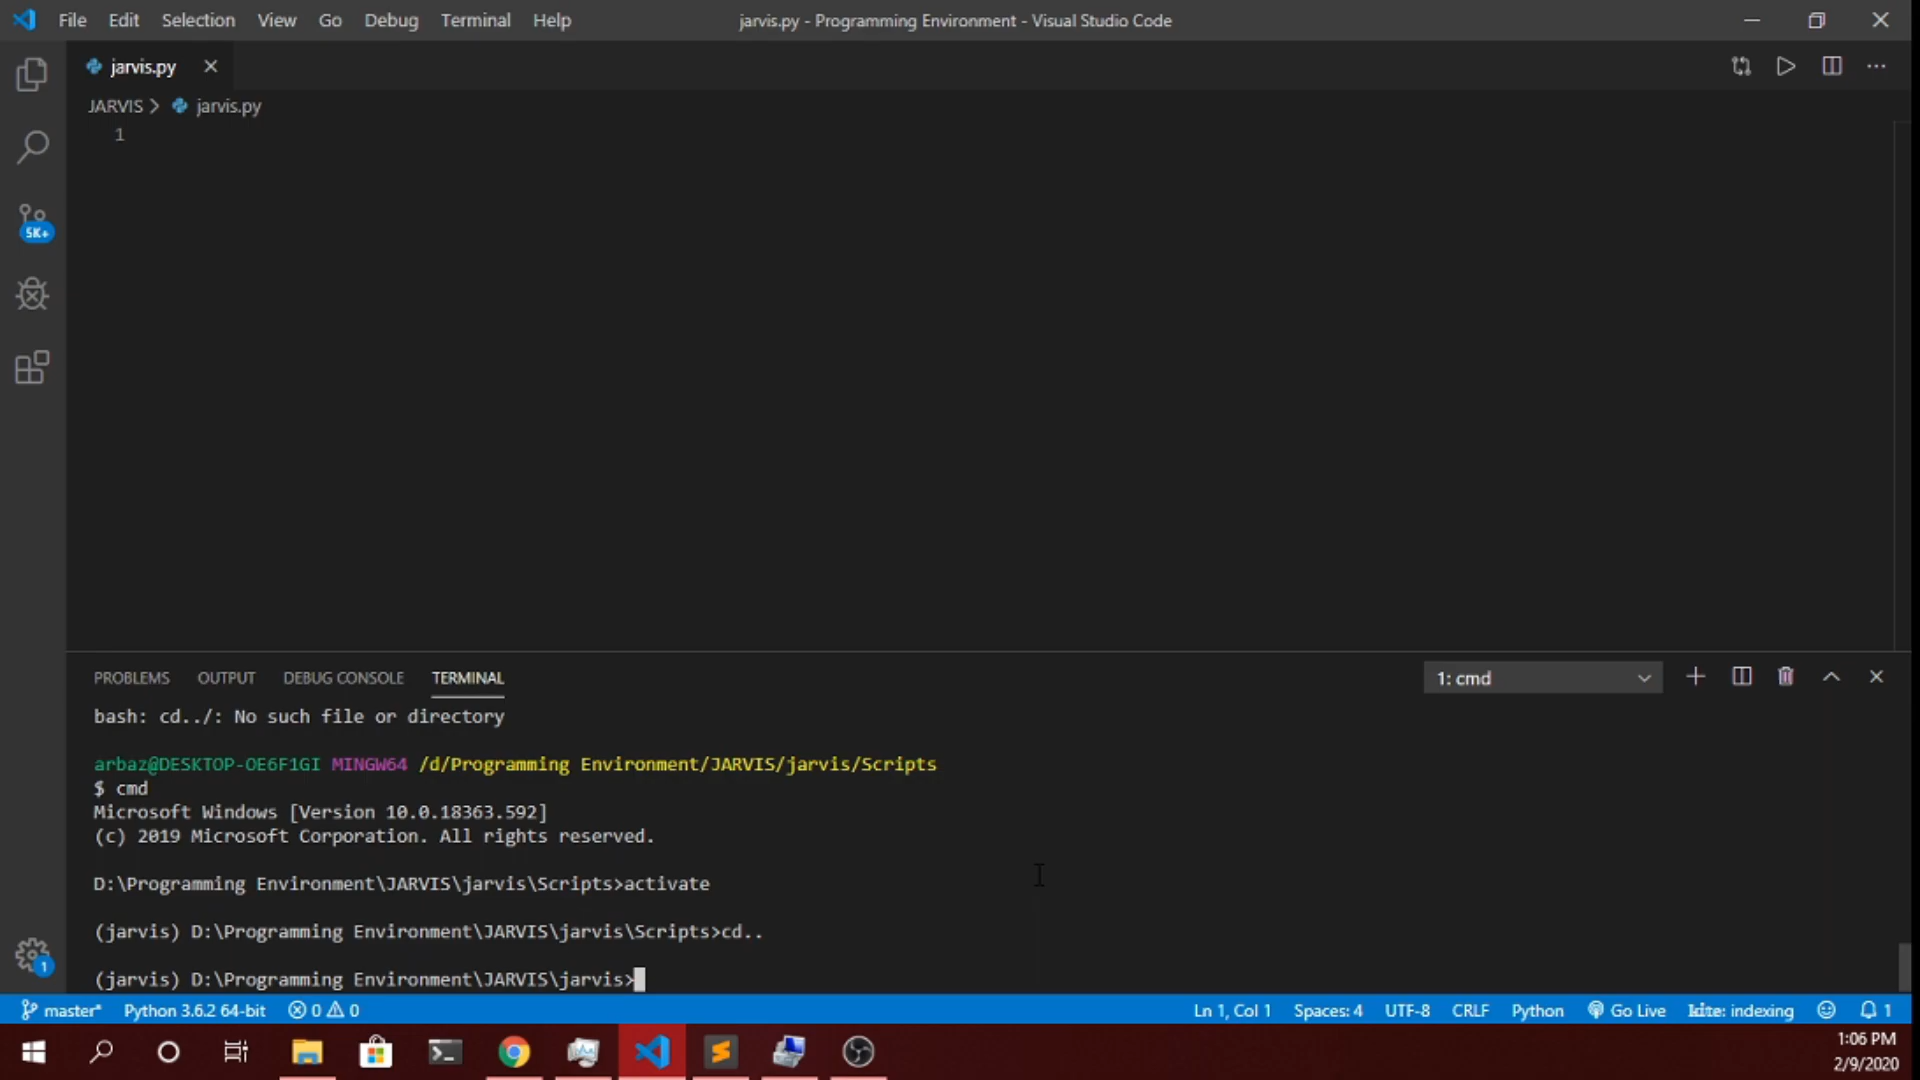 File Edit Selection View Go Debug Terminal Help
jarvis.py - Programming Environment - Visual Studio Code
jarvis.py
JARVIS > jarvis.py
1
5K+
PROBLEMS OUTPUT DEBUG CONSOLE TERMINAL
1: cmd
bash: cd../: No such file or directory
arbaz@DESKTOP-OE6F1GI MINGW64 /d/Programming Environment/JARVIS/jarvis/Scripts
$ cmd
Microsoft Windows [Version 10.0.18363.592]
(c) 2019 Microsoft Corporation. All rights reserved.
D:\Programming Environment\JARVIS\jarvis\Scripts>activate
(jarvis) D:\Programming Environment\JARVIS\jarvis\Scripts>cd..
(jarvis) D:\Programming Environment\JARVIS\jarvis>
1
master* Python 3.6.2 64-bit 0 0
Ln 1, Col 1 Spaces: 4 UTF-8 CRLF Python Go Live kite: indexing 1
1:06 PM
2/9/2020